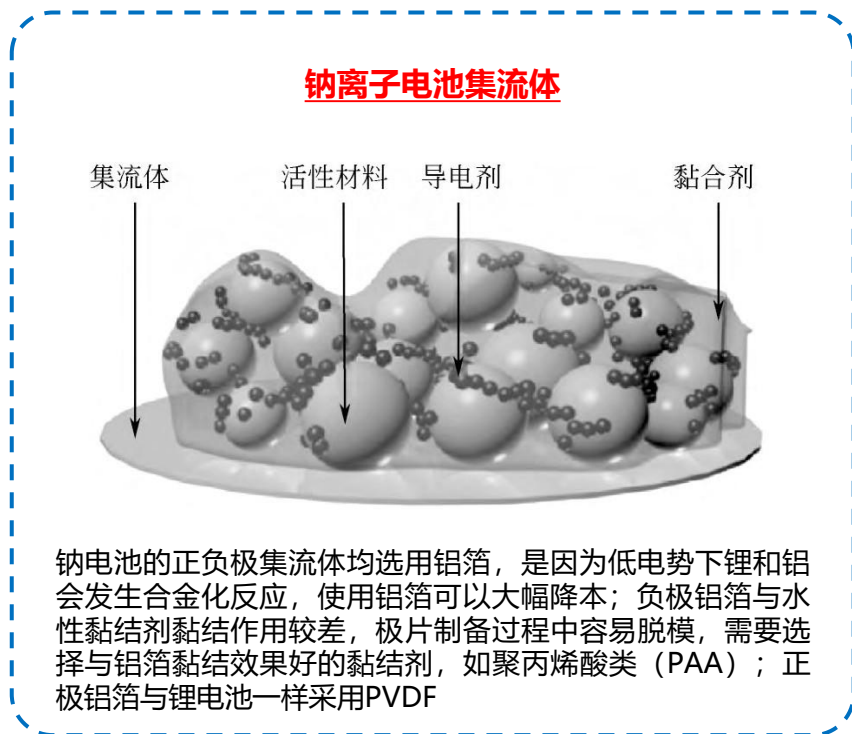 钠离子电池集流体
集流体 活性材料 导电剂 黏合剂
钠电池的正负极集流体均选用铝箔，是因为低电势下锂和铝
会发生合金化反应，使用铝箔可以大幅降本；负极铝箔与水
性黏结剂黏结作用较差，极片制备过程中容易脱模，需要选
择与铝箔黏结效果好的黏结剂，如聚丙烯酸类（PAA）；正
极铝箔与锂电池一样采用PVDF